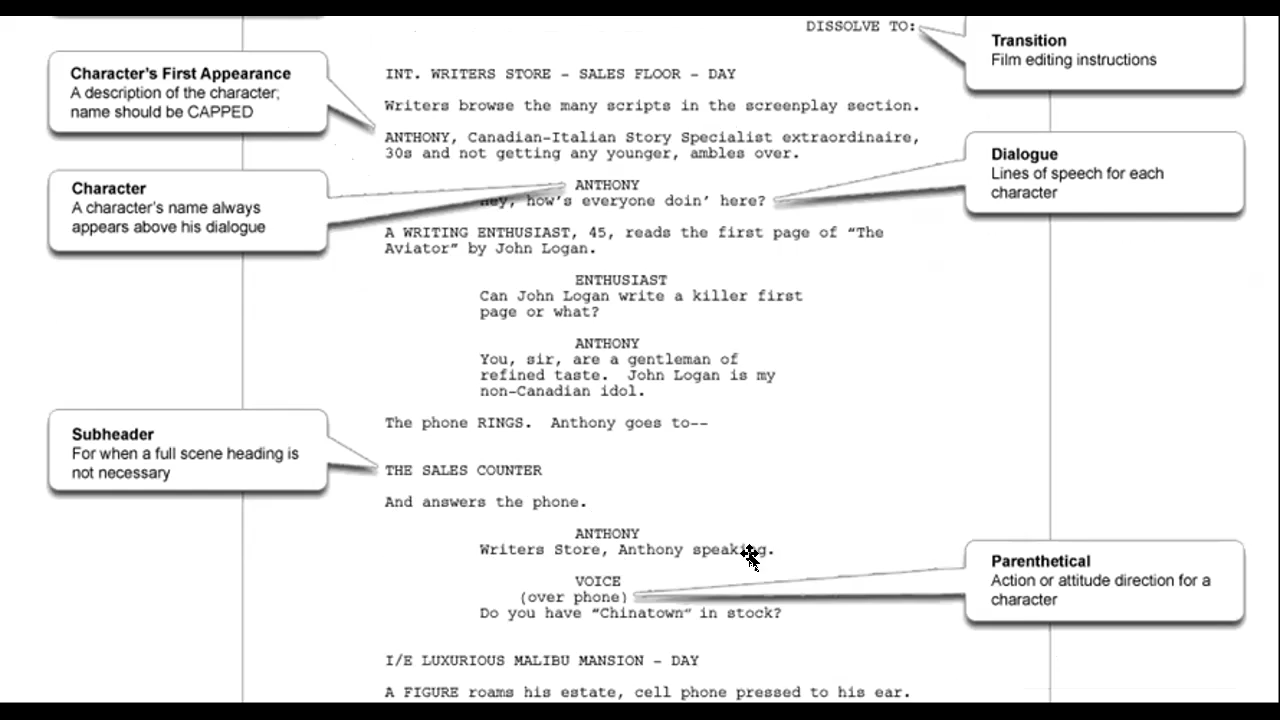 DISSOLVE TO:
Transition
Film editing instructions
Character's First Appearance
A description of the character;
name should be CAPPED
INT. WRITERS STORE - SALES FLOOR - DAY
Writers browse the many scripts in the screenplay section.
ANTHONY, Canadian-Italian Story Specialist extraordinaire,
30s and not getting any younger, ambles over.
Dialogue
Lines of speech for each
character
Character
A character's name always
appears above his dialogue
ANTHONY
Hey, how's everyone doin' here?
A WRITING ENTHUSIAST, 45, reads the first page of “The
Aviator” by John Logan.
ENTHUSIAST
Can John Logan write a killer first
page or what?
ANTHONY
You, sir, are a gentleman of
refined taste. John Logan is my
non-Canadian idol.
The phone RINGS. Anthony goes to--
Subheader
For when a full scene heading is
not necessary
THE SALES COUNTER
And answers the phone.
ANTHONY
Writers Store, Anthony speaking.
VOICE
(over phone)
Do you have “Chinatown” in stock?
Parenthetical
Action or attitude direction for a
character
I/E LUXURIOUS MALIBU MANSION - DAY
A FIGURE roams his estate, cell phone pressed to his ear.